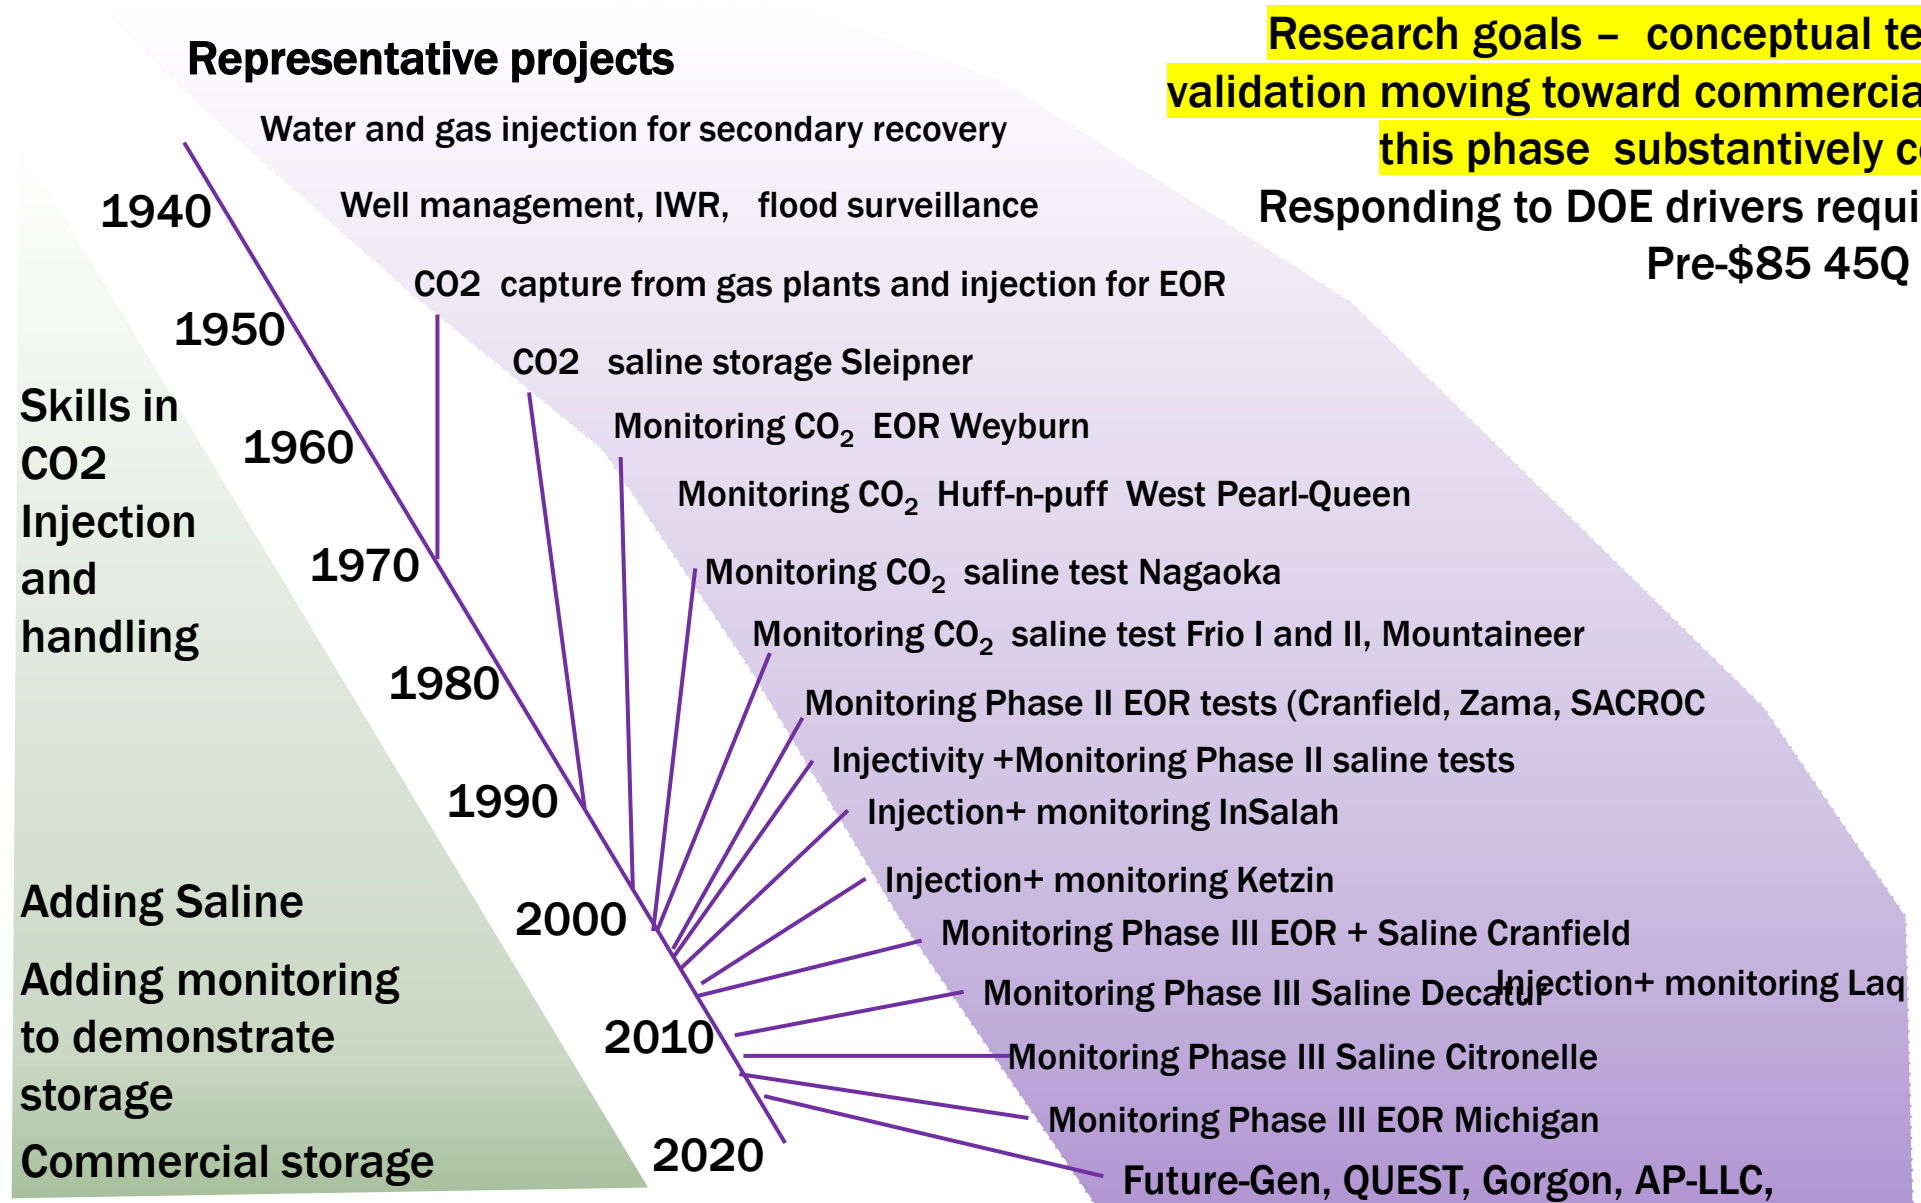 Representative projects
Research goals – conceptual te
validation moving toward commercia
this phase substantively c
Responding to DOE drivers requi
Pre-$85 45Q
Water and gas injection for secondary recovery
Well management, IWR, flood surveillance
CO2 capture from gas plants and injection for EOR
CO2 saline storage Sleipner
Monitoring CO₂ EOR Weyburn
Monitoring CO₂ Huff-n-puff West Pearl-Queen
Monitoring CO₂ saline test Nagaoka
Monitoring CO₂ saline test Frio I and II, Mountaineer
Monitoring Phase II EOR tests (Cranfield, Zama, SACROC
Injectivity +Monitoring Phase II saline tests
Injection+ monitoring InSalah
Injection+ monitoring Ketzin
Monitoring Phase III EOR + Saline Cranfield
Monitoring Phase III Saline Decatur
Injection+ monitoring Laq
Monitoring Phase III Saline Citronelle
Monitoring Phase III EOR Michigan
Future-Gen, QUEST, Gorgon, AP-LLC,
1940
1950
1960
1970
1980
1990
2000
2010
2020
Skills in
CO2
Injection
and
handling
Adding Saline
Adding monitoring
to demonstrate
storage
Commercial storage